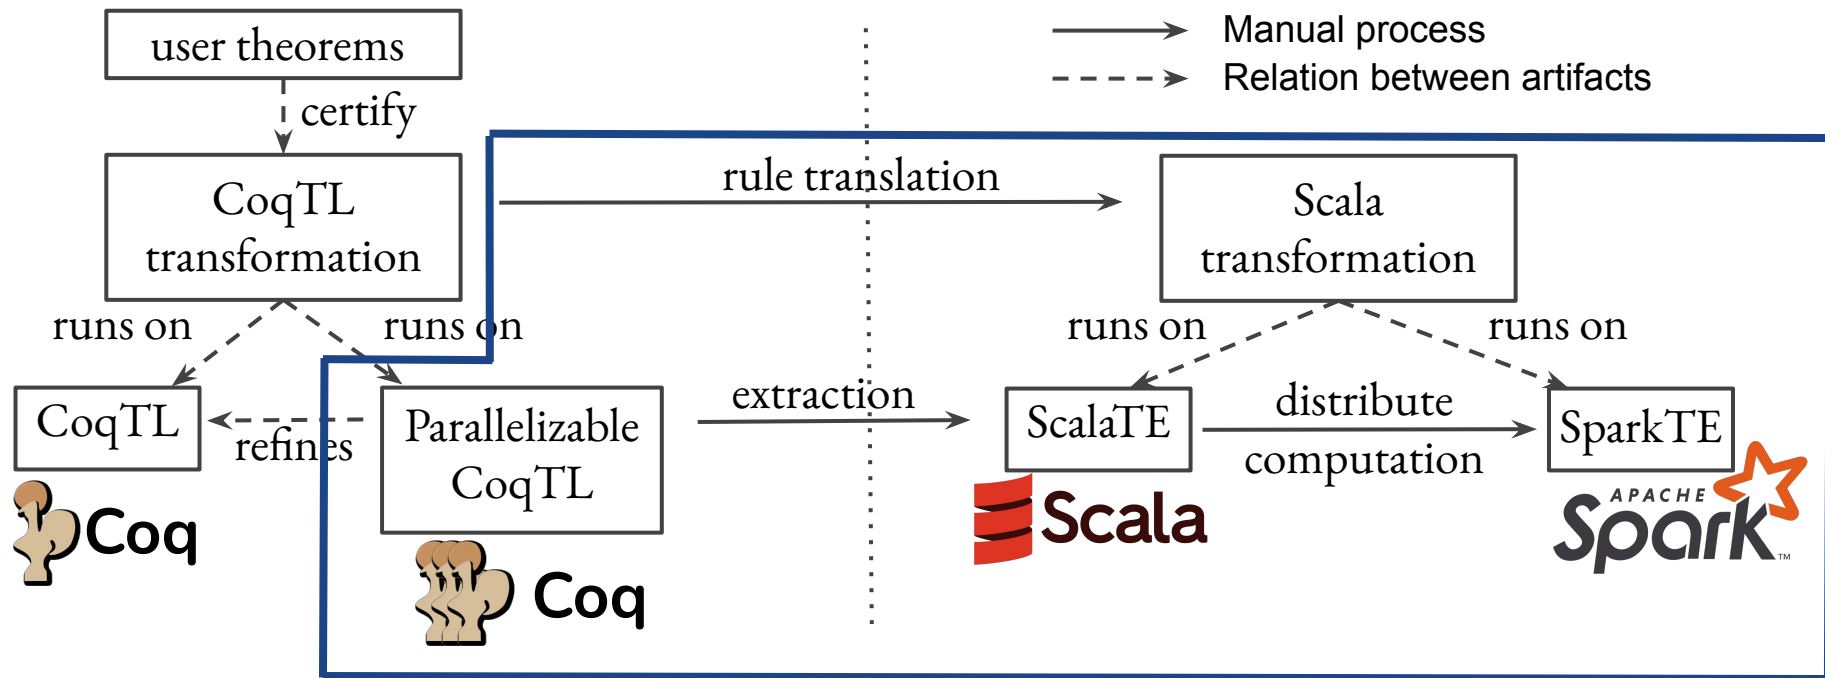 user theorems
Manual process
Relation between artifacts
certify
CoqTL
transformation
rule translation
Scala
transformation
runs on
runs on
runs on
runs on
CoqTL
refines
Parallelizable
CoqTL
extraction
ScalaTE
distribute
computation
SparkTE
Coq
Coq
Scala
APACHE
Spark
TM